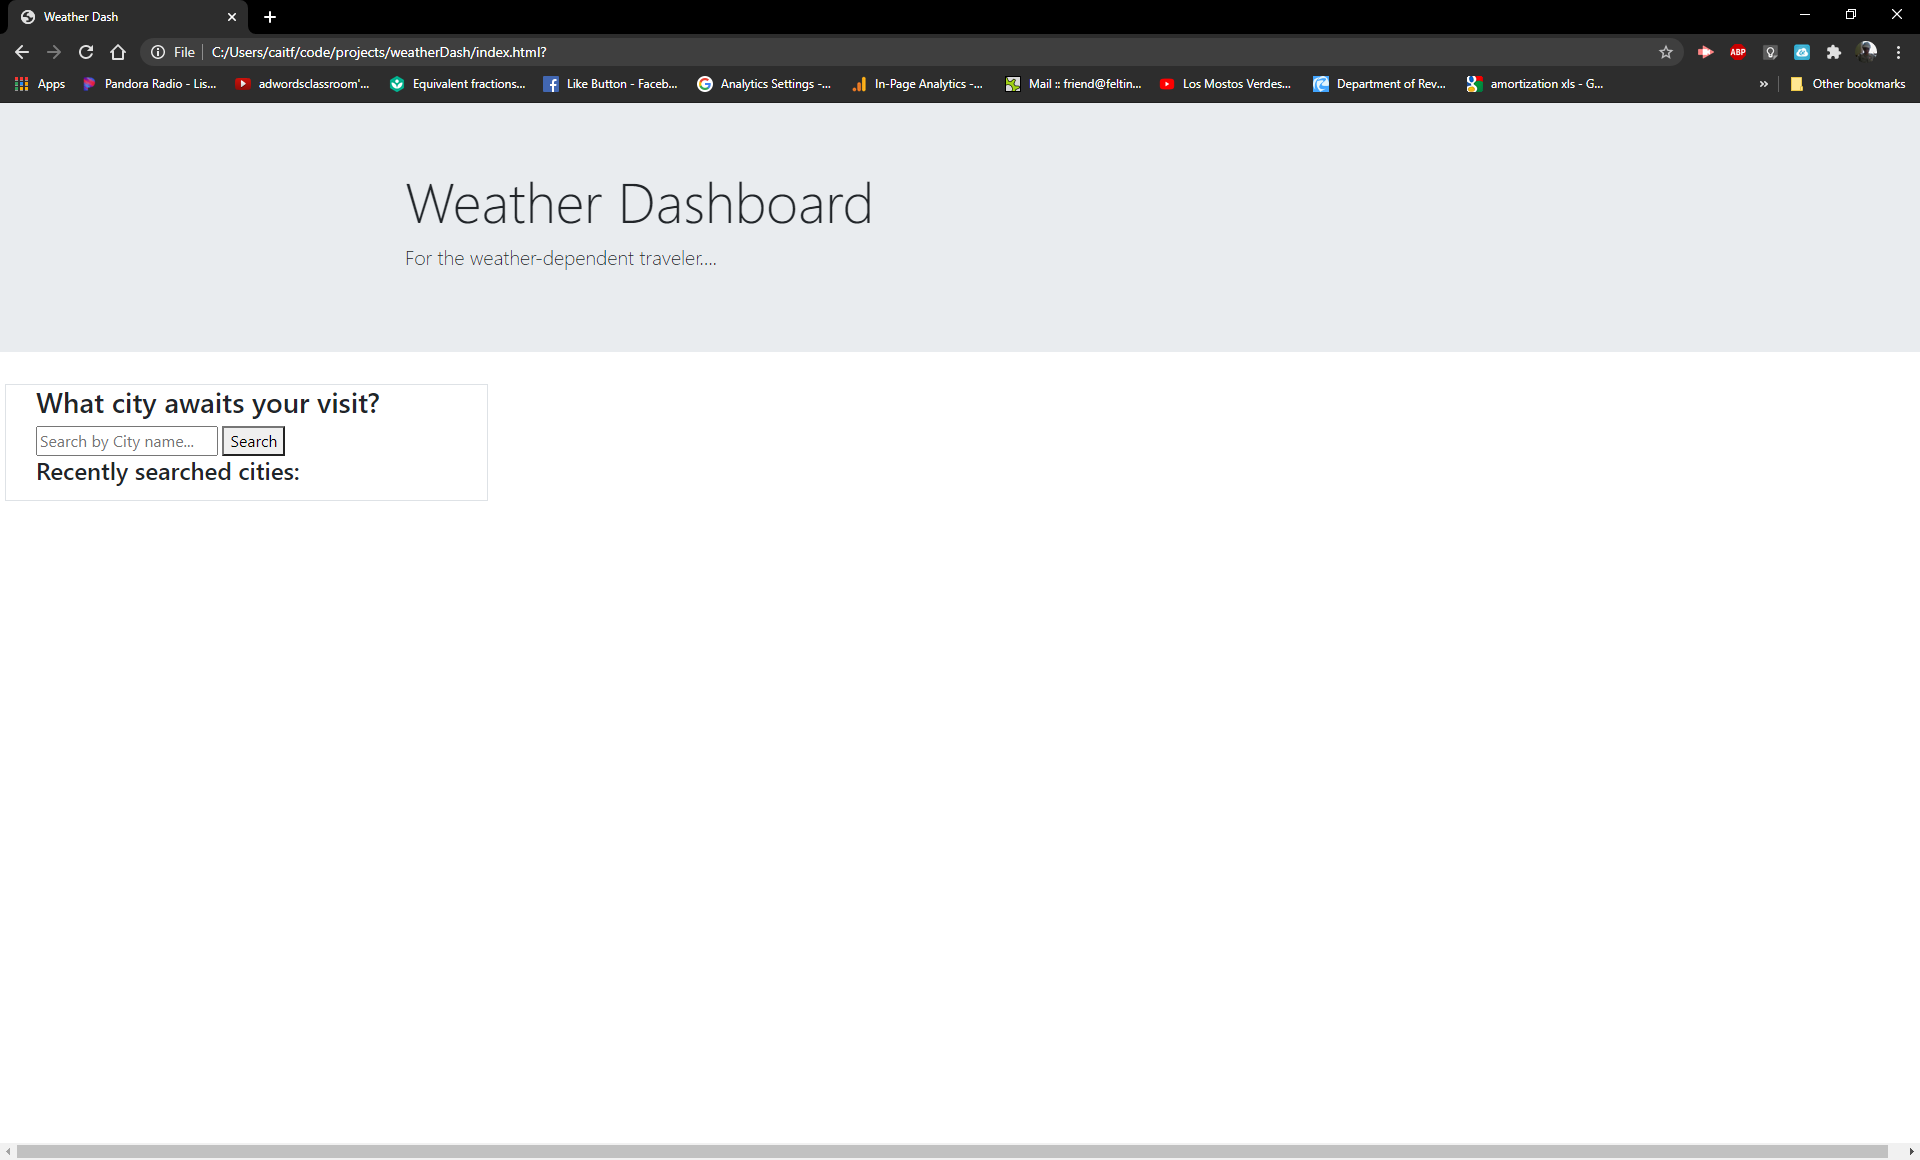 Weather Dash
File C:/Users/caitf/code/projects/weatherDash/index.html?
ABP
Apps Pandora Radio - Lis... adwordsclassroom'... Equivalent fractions... Like Button - Faceb... Analytics Settings -... In-Page Analytics -... Mail :: friend@feltin... Los Mostos Verdes... Department of Rev... amortization xls - G... » Other bookmarks
Weather Dashboard
For the weather-dependent traveler....
What city awaits your visit?
Search by City name... Search
Recently searched cities: